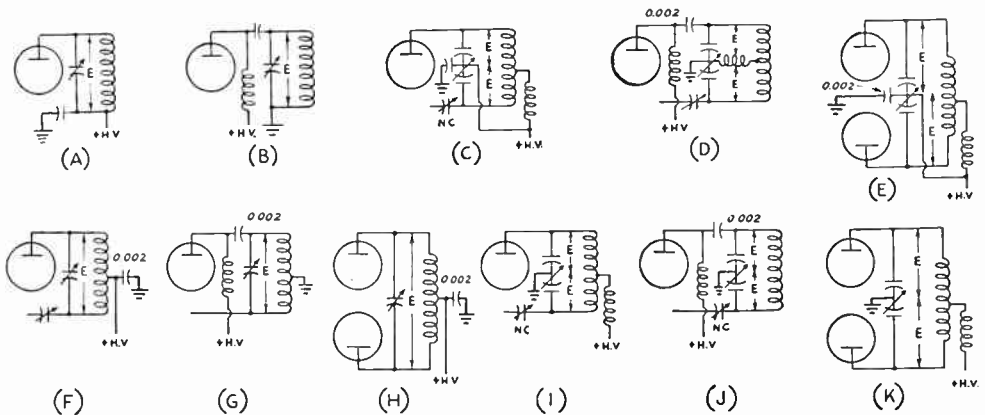 E
+H.V.
(A)
E
+H.V.
(B)
E
E
NC
+H.V.
(C)
0.002
E
E
+H.V.
(D)
0.002
E
E
+H.V.
(E)
0.002
E
+H.V
(F)
0.002
E
+H.V
(G)
0.002
E
+H.V
(H)
E
E
NC
+H.V.
(I)
0.002
E
E
NC
+H.V
(J)
E
E
+H.V.
(K)